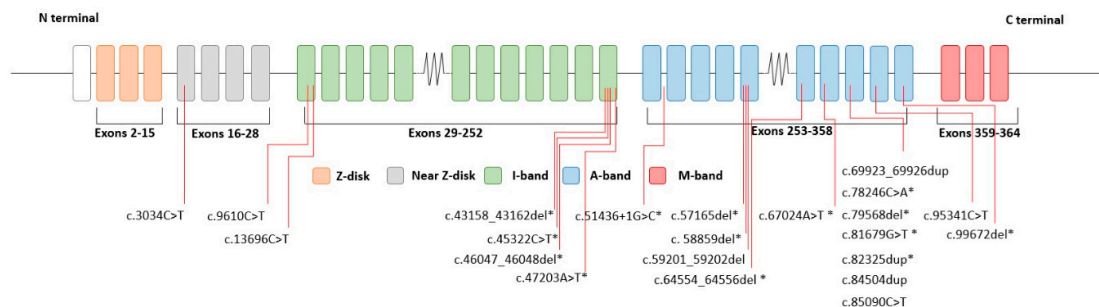 N terminal
C terminal
Exons 2-15
Exons 16-28
Exons 29-252
Exons 253-358
Exons 359-364
Z-disk
Near Z-disk
I-band
A-band
M-band
c.3034C>T
c.9610C>T
c.13696C>T
c.43158_43162del*
c.45322C>T*
c.46047_46048del*
c.47203A>T*
c.51436+1G>C*
c.57165del*
c.58859del*
c.59201_59202del
c.64554_64556del *
c.67024A>T *
c.69923_69926dup
c.78246C>A*
c.79568del*
c.81679G>T *
c.82325dup*
c.84504dup
c.85090C>T
c.95341C>T
c.99672del*